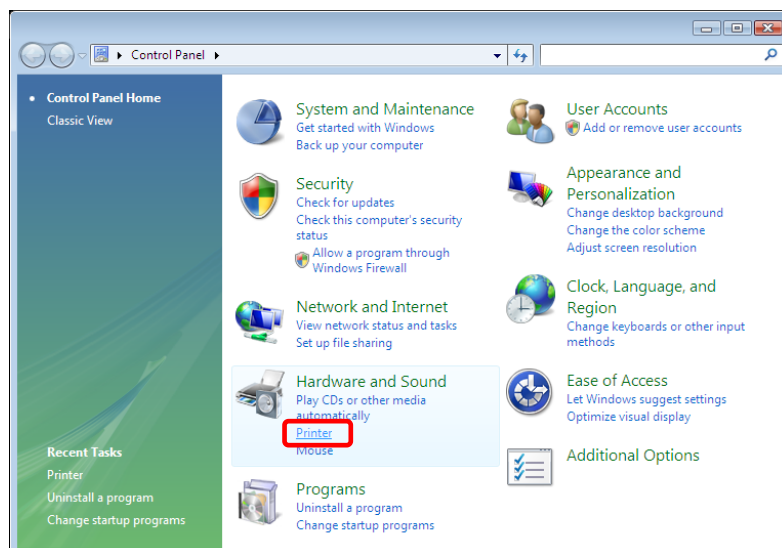 Control Panel
Control Panel Home
Classic View
Recent Tasks
Printer
Uninstall a program
Change startup programs
System and Maintenance
Get started with Windows
Back up your computer
Security
Check for updates
Check this computer's security
status
Allow a program through
Windows Firewall
Network and Internet
View network status and tasks
Set up file sharing
Hardware and Sound
Play CDs or other media
automatically
Printer
Mouse
Programs
Uninstall a program
Change startup programs
User Accounts
Add or remove user accounts
Appearance and
Personalization
Change desktop background
Change the color scheme
Adjust screen resolution
Clock, Language, and
Region
Change keyboards or other input
methods
Ease of Access
Let Windows suggest settings
Optimize visual display
Additional Options